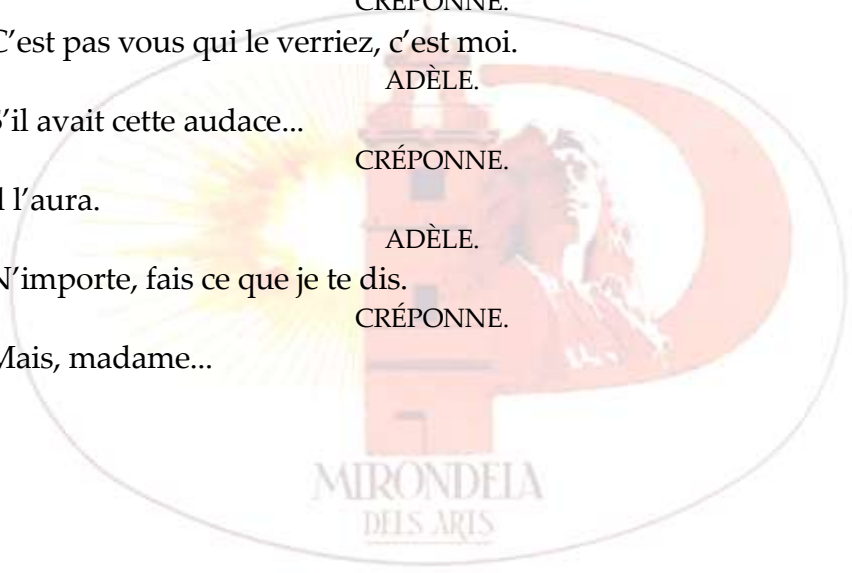 CRÉPONNE.
C’est pas vous qui le verriez, c’est moi.
ADÈLE.
S’il avait cette audace...
CRÉPONNE.
l l’aura.
ADÈLE.
N’importe, fais ce que je te dis.
CRÉPONNE.
Mais, madame...
MIRONDELA
DELS ARTS